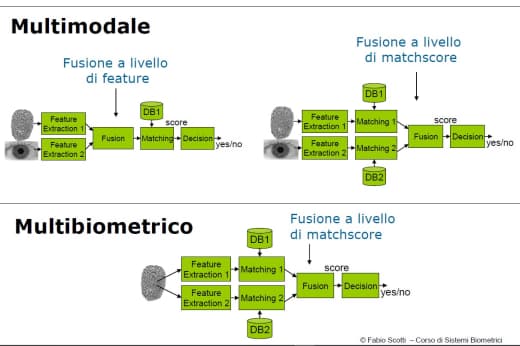 Multimodale
Fusione a livello
di feature
DB1
score
Feature
Extraction 1
Feature
Extraction 2
Fusion
Matching
Decision
yes/no
Fusione a livello
di matchscore
DB1
Feature
Extraction 1
Matching 1
score
Fusion
Decision
yes/no
Feature
Extraction 2
Matching 2
DB2
Multibiometrico
Fusione a livello
di matchscore
DB1
Feature
Extraction 1
Matching 1
score
Fusion
Decision
yes/no
Feature
Extraction 2
Matching 2
DB2
© Fabio Scotti – Corso di Sistemi Biometrici